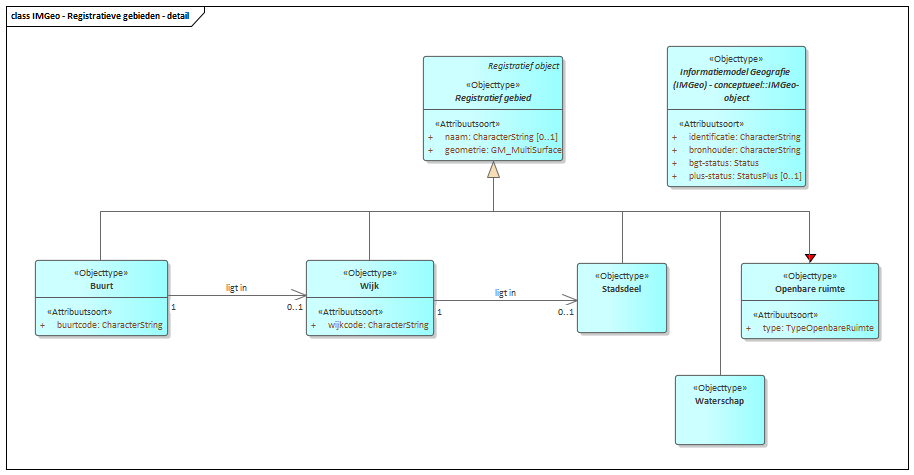 class IMGeo - Registratieve gebieden - detail
Registratief object
«Objecttype»
Registratief gebied
«Attribuutsoort»
+ naam: CharacterString [0..1]
+ geometrie: GM_MultiSurface
«Objecttype»
Informatiemodel Geografie
(IMGeo) - conceptueel::IMGeo-
object
«Attribuutsoort»
+ identificatie: CharacterString
+ bronhouder: CharacterString
+ bgt-status: Status
+ plus-status: StatusPlus [0..1]
«Objecttype»
Buurt
«Attribuutsoort»
+ buurtcode: CharacterString
ligt in
1
0..1
«Objecttype»
Wijk
«Attribuutsoort»
+ wijkcode: CharacterString
ligt in
1
0..1
«Objecttype»
Stadsdeel
«Objecttype»
Openbare ruimte
«Attribuutsoort»
+ type: TypeOpenbareRuimte
«Objecttype»
Waterschap